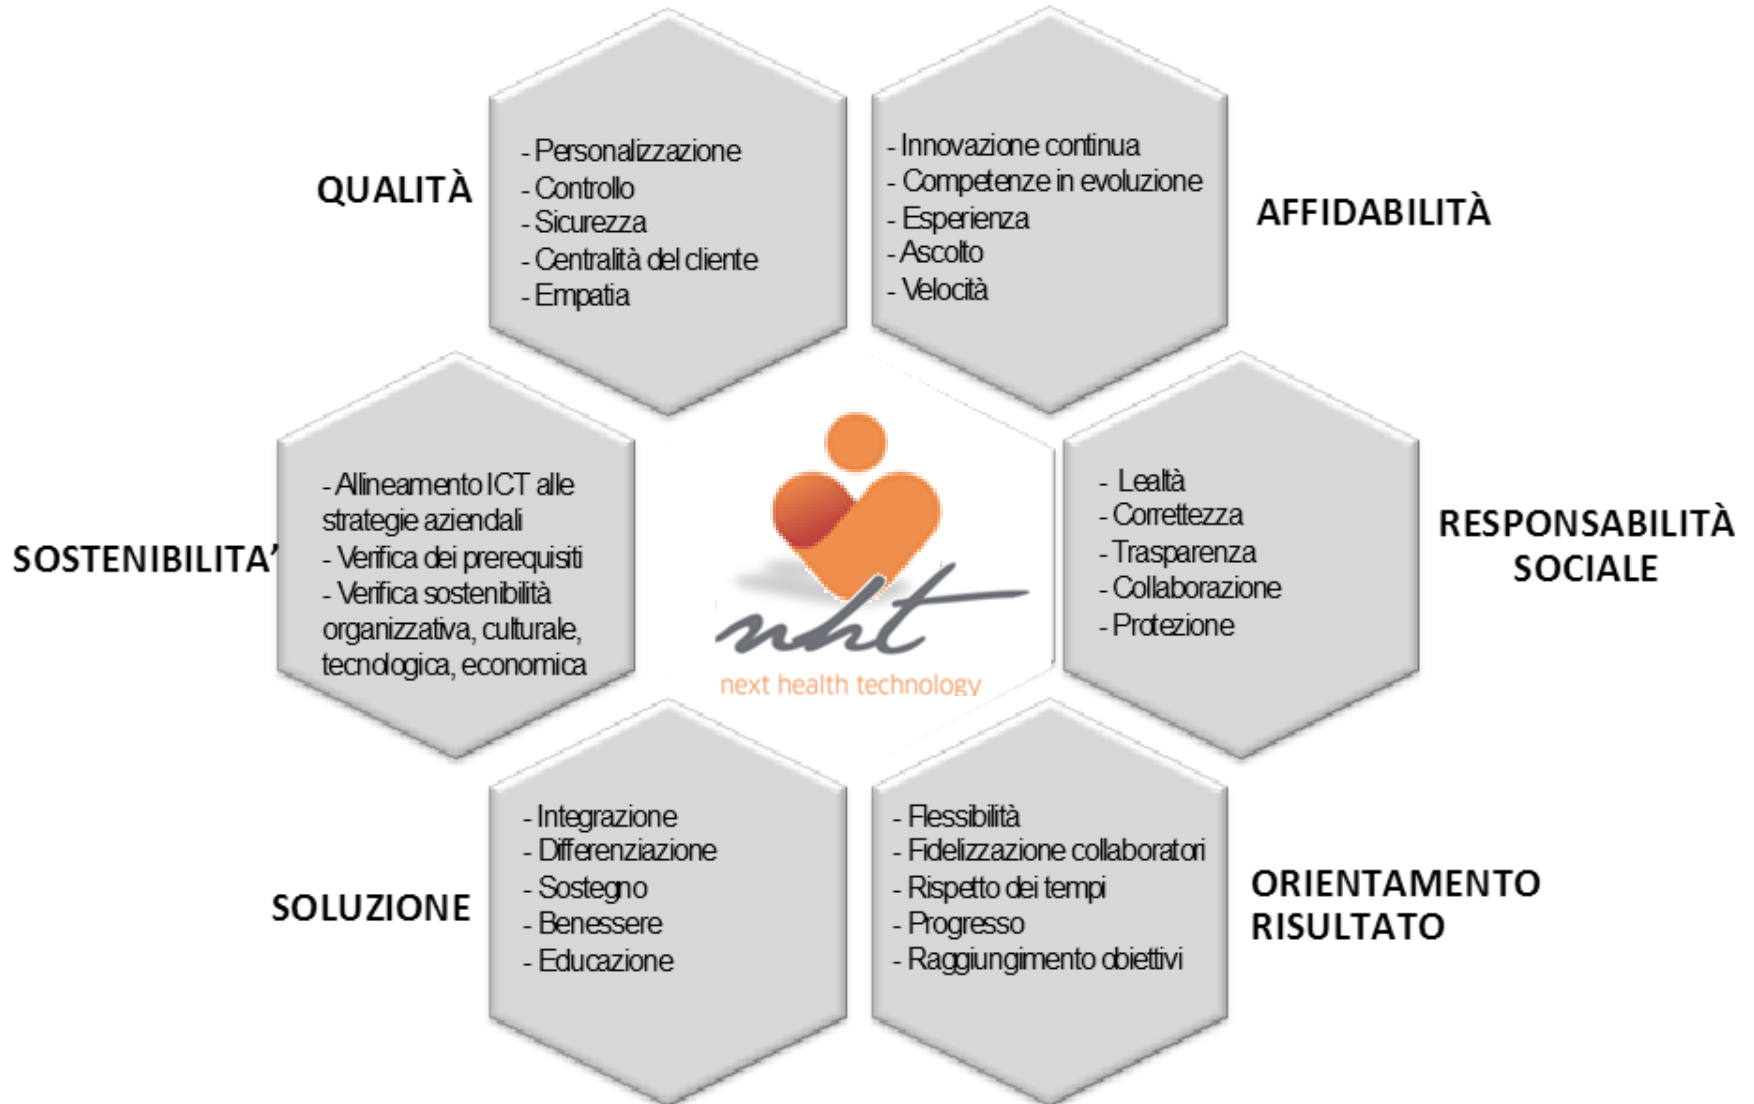 QUALITÀ
- Personalizzazione
- Controllo
- Sicurezza
- Centralità del cliente
- Empatia
- Innovazione continua
- Competenze in evoluzione
- Esperienza
- Ascolto
- Velocità
AFFIDABILITÀ
SOSTENIBILITA’
- Allineamento ICT alle
strategie aziendali
- Verifica dei prerequisiti
- Verifica sostenibilità
organizzativa, culturale,
tecnologica, economica
nht
next health technology
- Lealtà
- Correttezza
- Trasparenza
- Collaborazione
- Protezione
RESPONSABILITÀ
SOCIALE
SOLUZIONE
- Integrazione
- Differenziazione
- Sostegno
- Benessere
- Educazione
- Flessibilità
- Fidelizzazione collaboratori
- Rispetto dei tempi
- Progresso
- Raggiungimento obiettivi
ORIENTAMENTO
RISULTATO